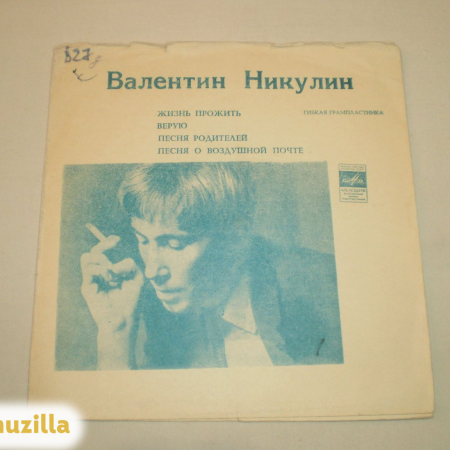 Валентин Никулин
ЖИЗНЬ ПРОЖИТЬ
ГИБКАЯ ГРАМПЛАСТИНКА
ВЕРУЮ
ПЕСНЯ РОДИТЕЛЕЙ
ПЕСНЯ О ВОЗДУШНОЙ ПОЧТЕ
uzilla